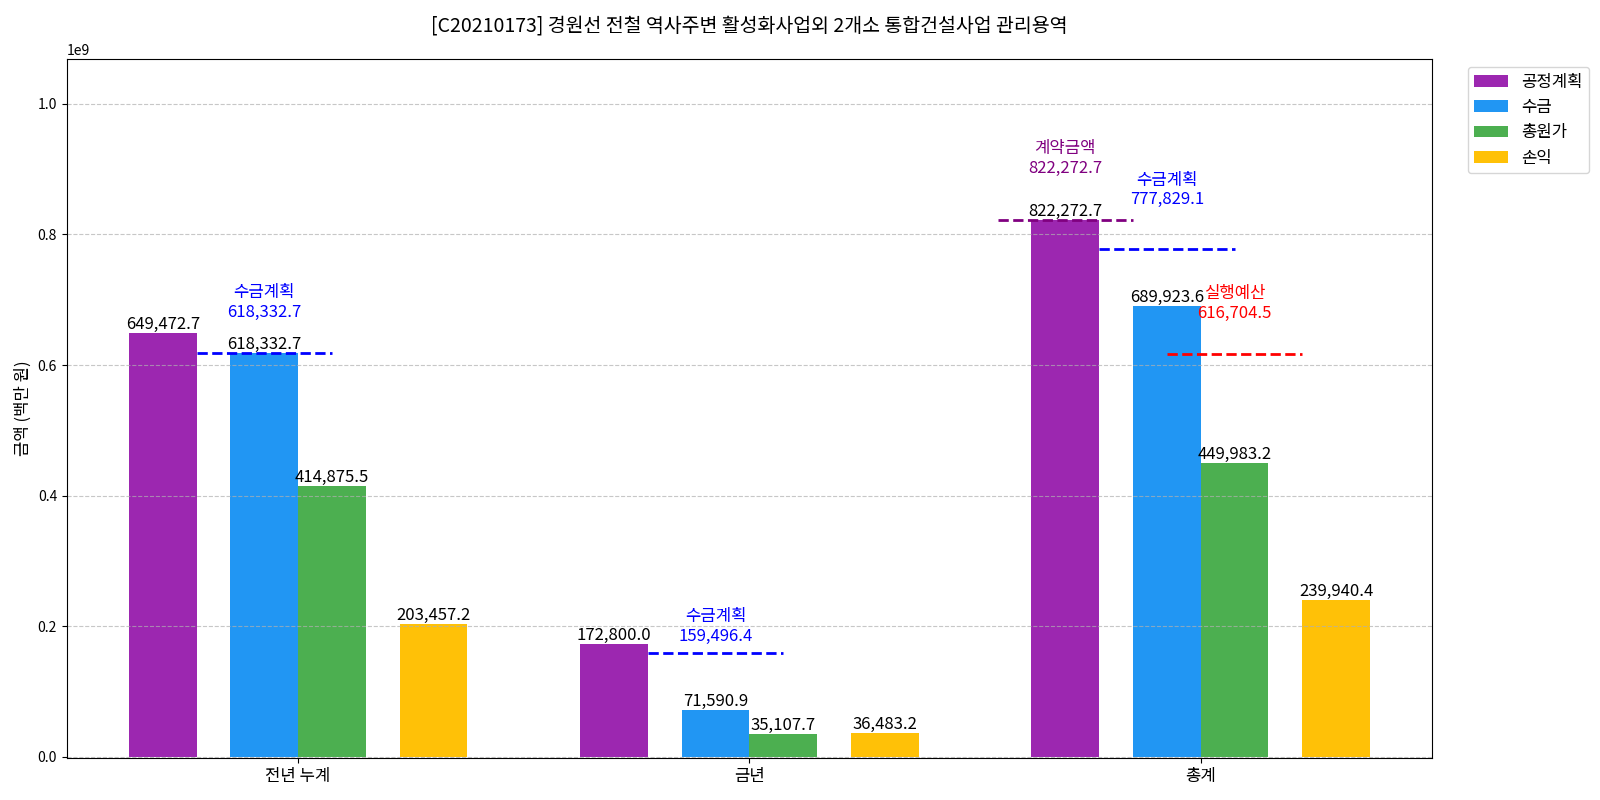 [C20210173] 경원선 전철 역사주변 활성화사업외 2개소 통합건설사업 관리용역
1e9
금액 (백만 원)
1.0
0.8
0.6
0.4
0.2
0.0
649,472.7
수금계획
618,332.7
618,332.7
414,875.5
203,457.2
172,800.0
수금계획
159,496.4
71,590.9
35,107.7
36,483.2
계약금액
822,272.7
822,272.7
수금계획
777,829.1
689,923.6
실행예산
616,704.5
449,983.2
239,940.4
전년 누계
금년
총계
공정계획
수금
총원가
손익